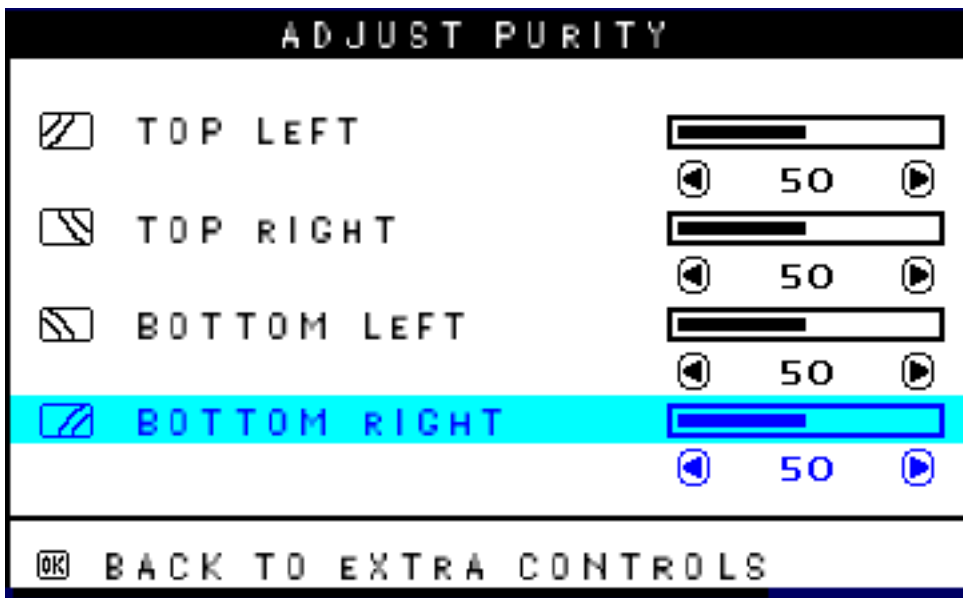 ADJUST PURITY
TOP LEFT
50
TOP RIGHT
50
BOTTOM LEFT
50
BOTTOM RIGHT
50
OK BACK TO EXTRA CONTROLS